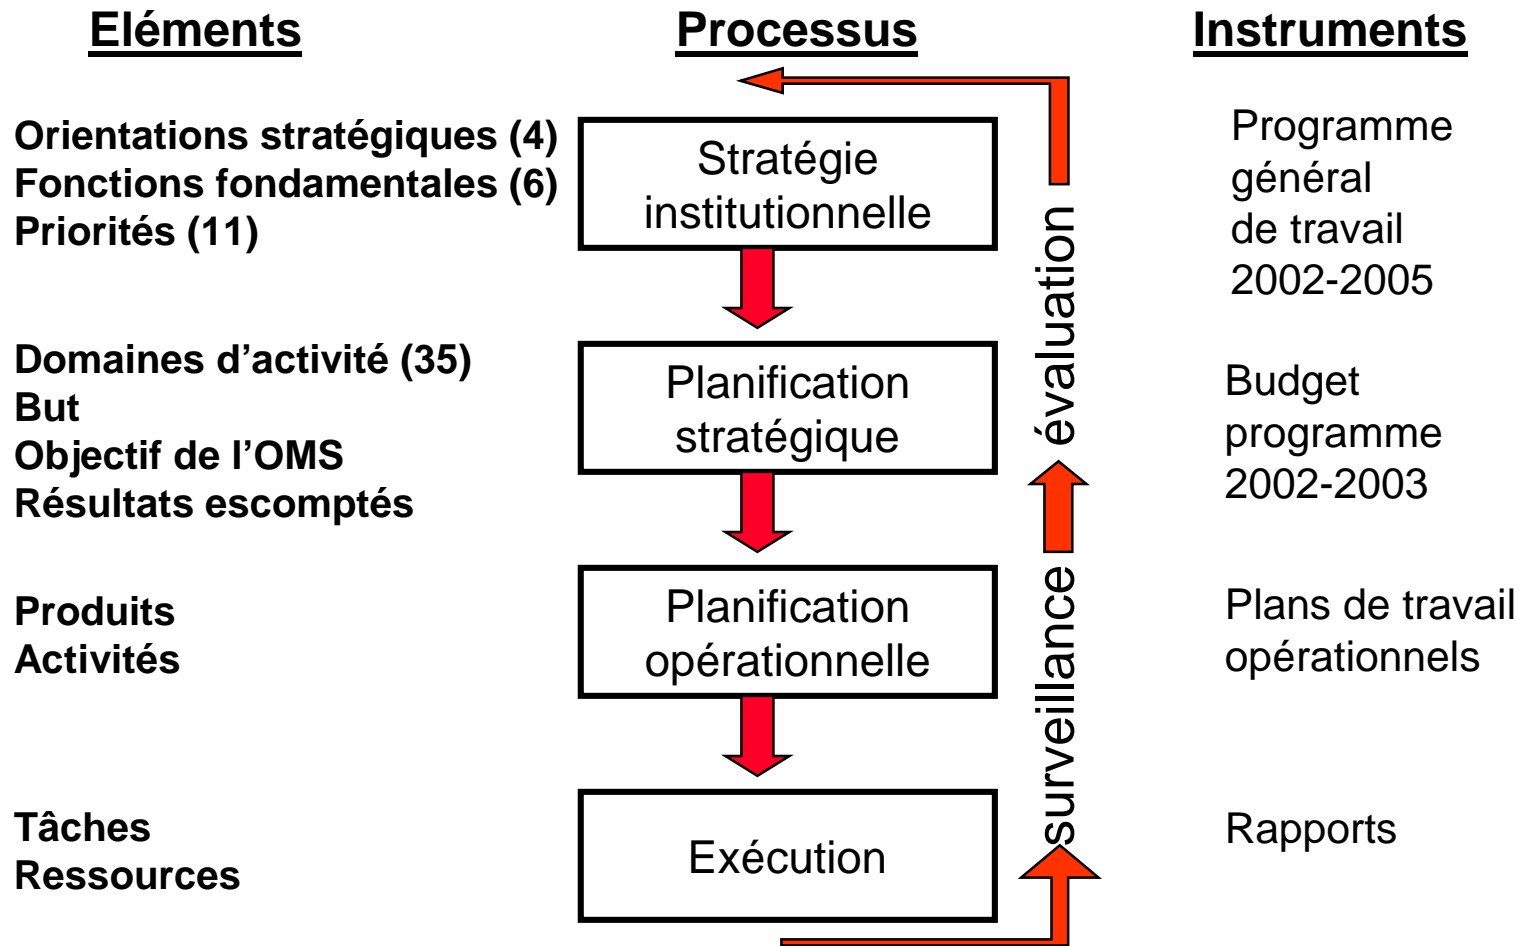 Eléments
Processus
Instruments
Orientations stratégiques (4)
Fonctions fondamentales (6)
Priorités (11)
Stratégie
institutionnelle
Programme
général
de travail
2002-2005
Domaines d’activité (35)
But
Objectif de l’OMS
Résultats escomptés
Planification
stratégique
Budget
programme
2002-2003
Produits
Activités
Planification
opérationnelle
Plans de travail
opérationnels
Tâches
Ressources
Exécution
Rapports
surveillance
évaluation